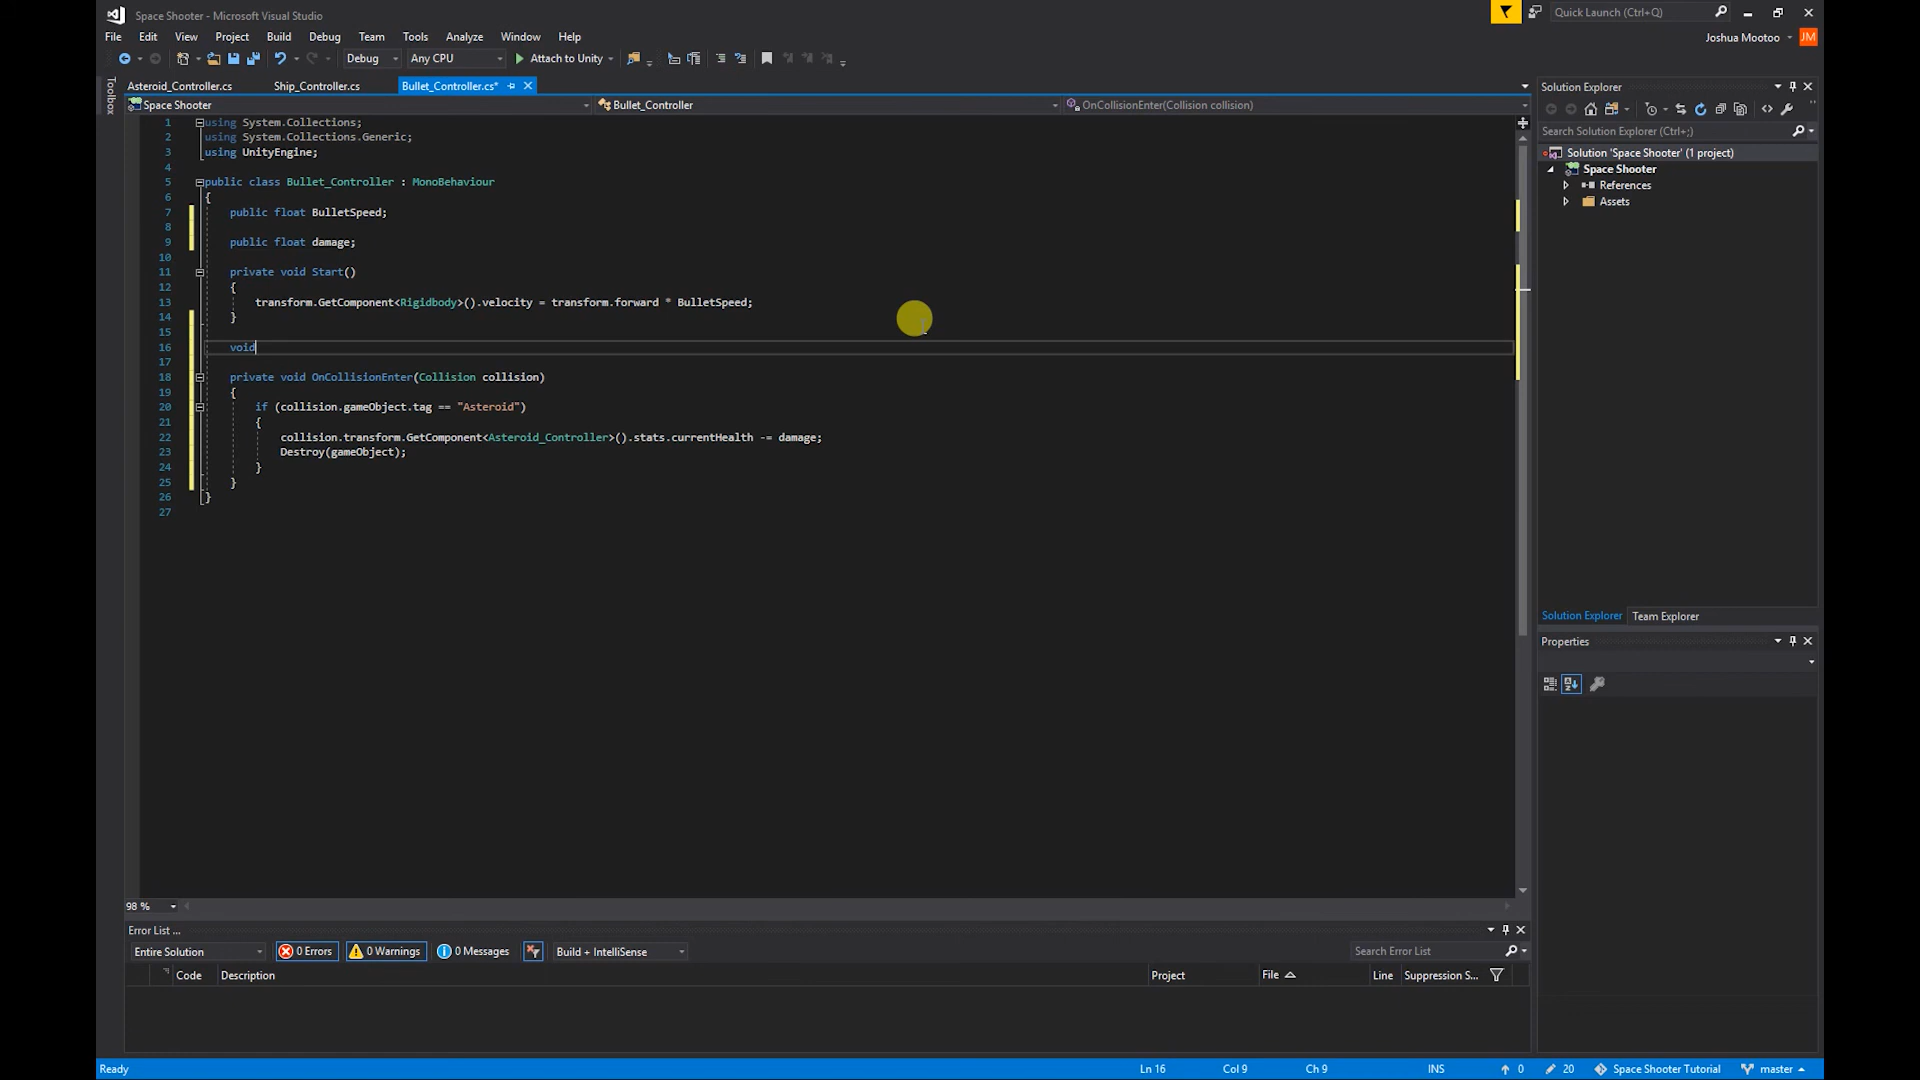 Space Shooter - Microsoft Visual Studio
Quick Launch (Ctrl+Q)
File Edit View Project Build Debug Team Tools Analyze Window Help
Joshua Mootoo JM
Debug Any CPU Attach to Unity
Toolbox
Asteroid_Controller.cs Ship_Controller.cs Bullet_Controller.cs*
Space Shooter Bullet_Controller OnCollisionEnter(Collision collision)
1 using System.Collections;
2 using System.Collections.Generic;
3 using UnityEngine;
4
5 public class Bullet_Controller : MonoBehaviour
6 {
7 public float BulletSpeed;
8
9 public float damage;
10
11 private void Start()
12 {
13 transform.GetComponent<Rigidbody>().velocity = transform.forward * BulletSpeed;
14 }
15
16 void
17
18 private void OnCollisionEnter(Collision collision)
19 {
20 if (collision.gameObject.tag == "Asteroid")
21 {
22 collision.transform.GetComponent<Asteroid_Controller>().stats.currentHealth -= damage;
23 Destroy(gameObject);
24 }
25 }
26 }
27
98 %
Solution Explorer
Search Solution Explorer (Ctrl+;)
Solution 'Space Shooter' (1 project)
Space Shooter
References
Assets
Solution Explorer Team Explorer
Properties
Error List ...
Entire Solution 0 Errors 0 Warnings 0 Messages Build + IntelliSense Search Error List
Code Description Project File Line Suppression S...
Ready Ln 16 Col 9 Ch 9 INS 0 20 Space Shooter Tutorial master